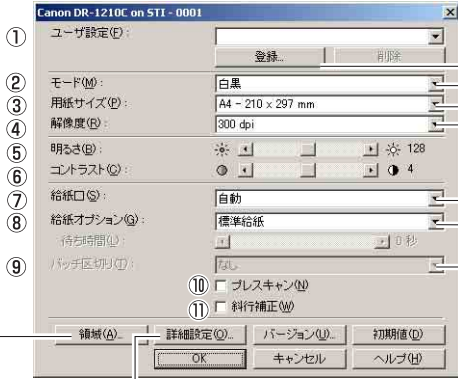 Canon DR-1210C on STI - 0001
① ユーザ設定(F):
登録... 削除
② モード(M): 白黒
③ 用紙サイズ(P): A4 - 210 x 297 mm
④ 解像度(R): 300 dpi
⑤ 明るさ(B): 128
⑥ コントラスト(C): 4
⑦ 給紙口(S): 自動
⑧ 給紙オプション(G): 標準給紙
待ち時間(L): 0 秒
⑨ バッチ区切り(T): なし
⑩ プレスキャン(N)
⑪ 斜行補正(W)
領域(A)... 詳細設定(O)... バージョン(U)... 初期値(D)
OK キャンセル ヘルプ(H)